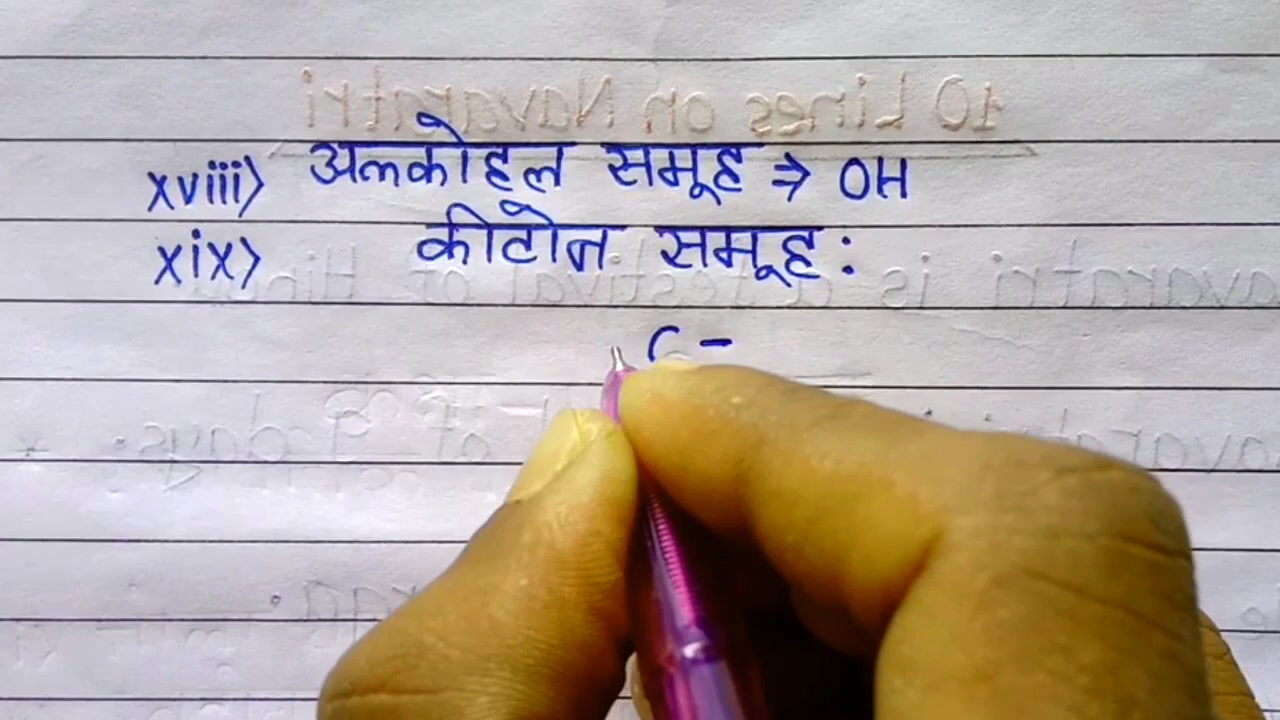 xviii) अल्कोहल समूह ⇒ OH
xix) कीटोन समूह :
C -